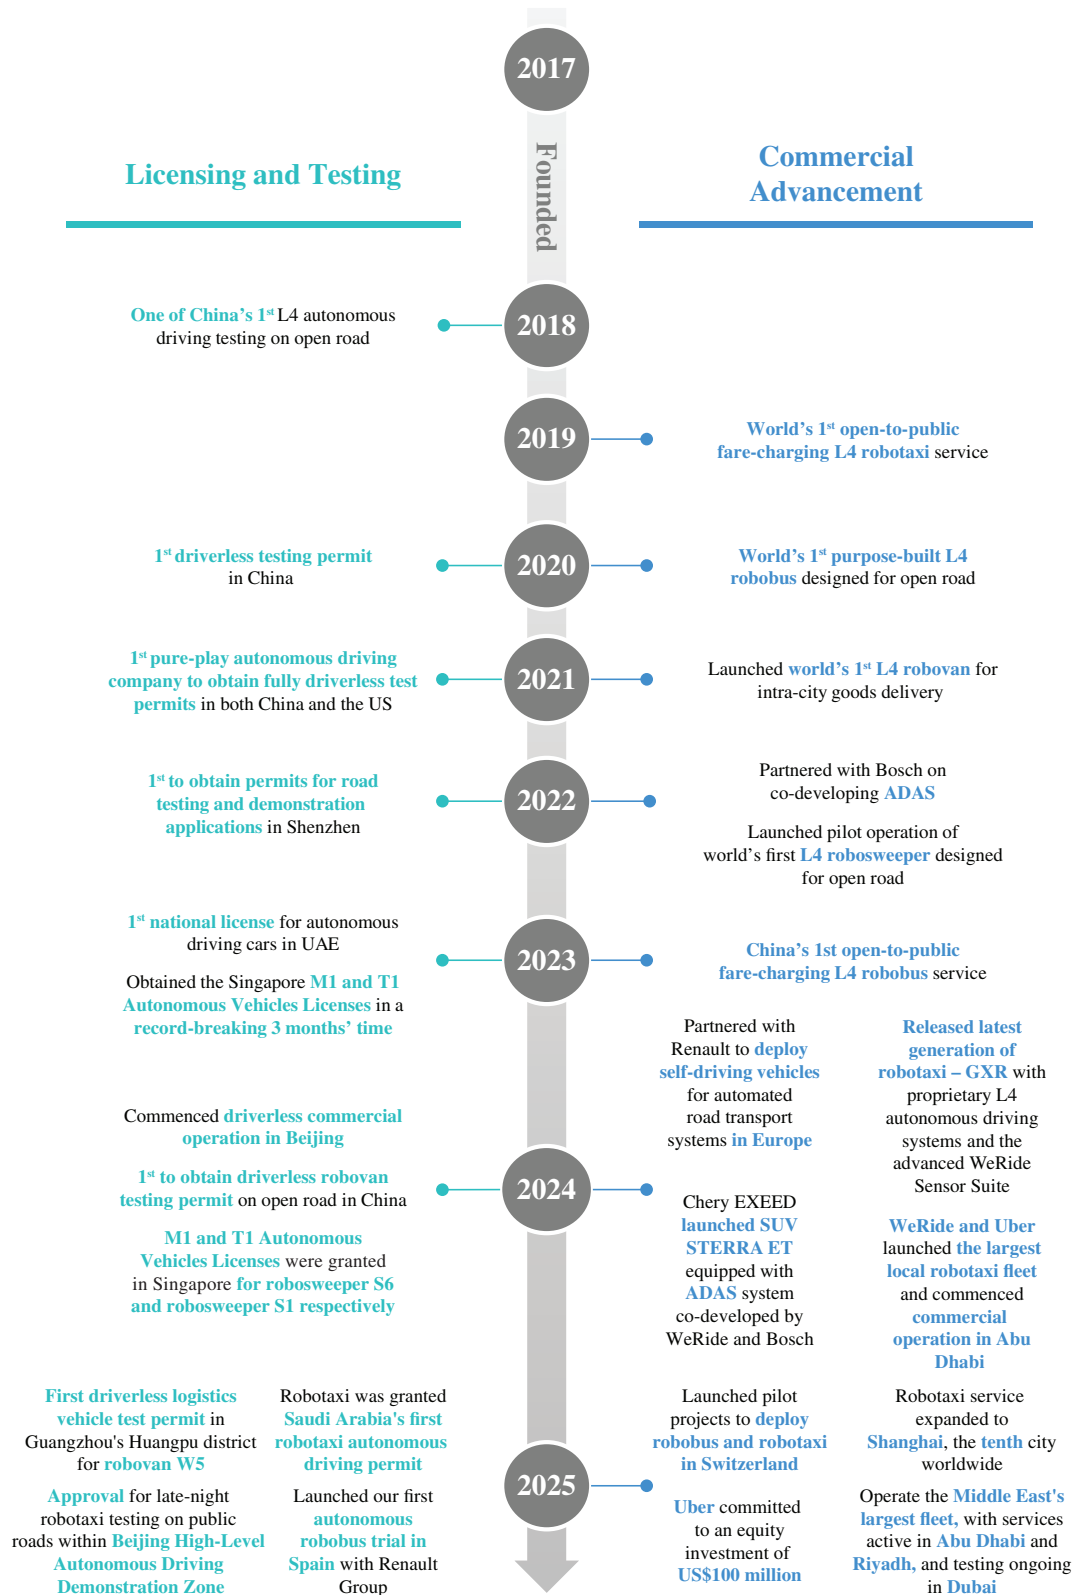 2017
Founded
Licensing and Testing
Commercial
Advancement
2018
One of China's 1st L4 autonomous
driving testing on open road
2019
World's 1st open-to-public
fare-charging L4 robotaxi service
2020
1st driverless testing permit
in China
World's 1st purpose-built L4
robobus designed for open road
2021
1st pure-play autonomous driving
company to obtain fully driverless test
permits in both China and the US
Launched world's 1st L4 robovan for
intra-city goods delivery
2022
1st to obtain permits for road
testing and demonstration
applications in Shenzhen
Partnered with Bosch on
co-developing ADAS
Launched pilot operation of
world's first L4 robosweeper designed
for open road
2023
1st national license for autonomous
driving cars in UAE
Obtained the Singapore M1 and T1
Autonomous Vehicles Licenses in a
record-breaking 3 months' time
China's 1st open-to-public
fare-charging L4 robobus service
2024
Commenced driverless commercial
operation in Beijing
1st to obtain driverless robovan
testing permit on open road in China
M1 and T1 Autonomous
Vehicles Licenses were granted
in Singapore for robosweeper S6
and robosweeper S1 respectively
Partnered with
Renault to deploy
self-driving vehicles
for automated
road transport
systems in Europe
Released latest
generation of
robotaxi – GXR with
proprietary L4
autonomous driving
systems and the
advanced WeRide
Sensor Suite
Chery EXEED
launched SUV
STERRA ET
equipped with
ADAS system
co-developed by
WeRide and Bosch
WeRide and Uber
launched the largest
local robotaxi fleet
and commenced
commercial
operation in Abu
Dhabi
2025
First driverless logistics
vehicle test permit in
Guangzhou's Huangpu district
for robovan W5
Robotaxi was granted
Saudi Arabia's first
robotaxi autonomous
driving permit
Approval for late-night
robotaxi testing on public
roads within Beijing High-Level
Autonomous Driving
Demonstration Zone
Launched our first
autonomous
robobus trial in
Spain with Renault
Group
Launched pilot
projects to deploy
robobus and robotaxi
in Switzerland
Robotaxi service
expanded to
Shanghai, the tenth city
worldwide
Uber committed
to an equity
investment of
US$100 million
Operate the Middle East's
largest fleet, with services
active in Abu Dhabi and
Riyadh, and testing ongoing
in Dubai